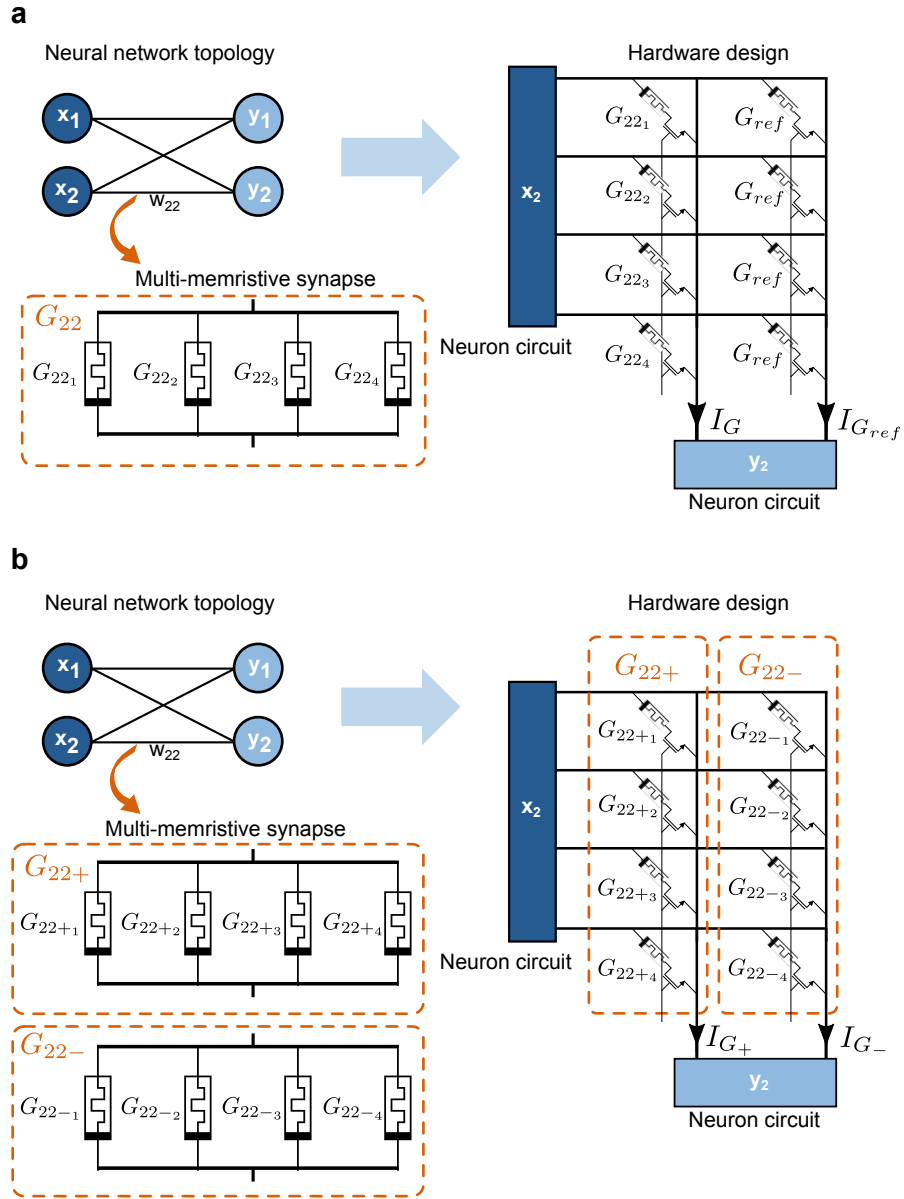 a
Neural network topology
Hardware design
x1
y1
x2
y2
w22
Multi-memristive synapse
G22
G221
G222
G223
G224
x2
G221
Gref
G222
Gref
G223
Gref
G224
Gref
Neuron circuit
IG
IGref
y2
Neuron circuit
b
Neural network topology
Hardware design
x1
y1
x2
y2
w22
Multi-memristive synapse
G22+
G22+1
G22+2
G22+3
G22+4
G22-
G22-1
G22-2
G22-3
G22-4
G22+
G22-
x2
G22+1
G22-1
G22+2
G22-2
G22+3
G22-3
G22+4
G22-4
Neuron circuit
IG+
IG-
y2
Neuron circuit